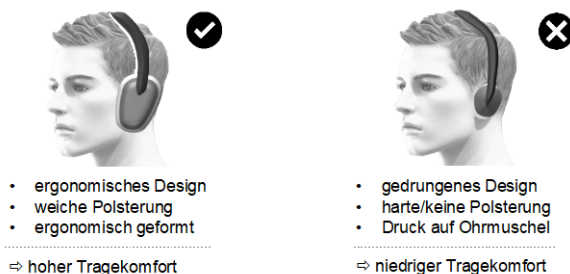 • ergonomisches Design
• weiche Polsterung
• ergonomisch geformt
⇨ hoher Tragekomfort
• gedrungenes Design
• harte/keine Polsterung
• Druck auf Ohrmuschel
⇨ niedriger Tragekomfort